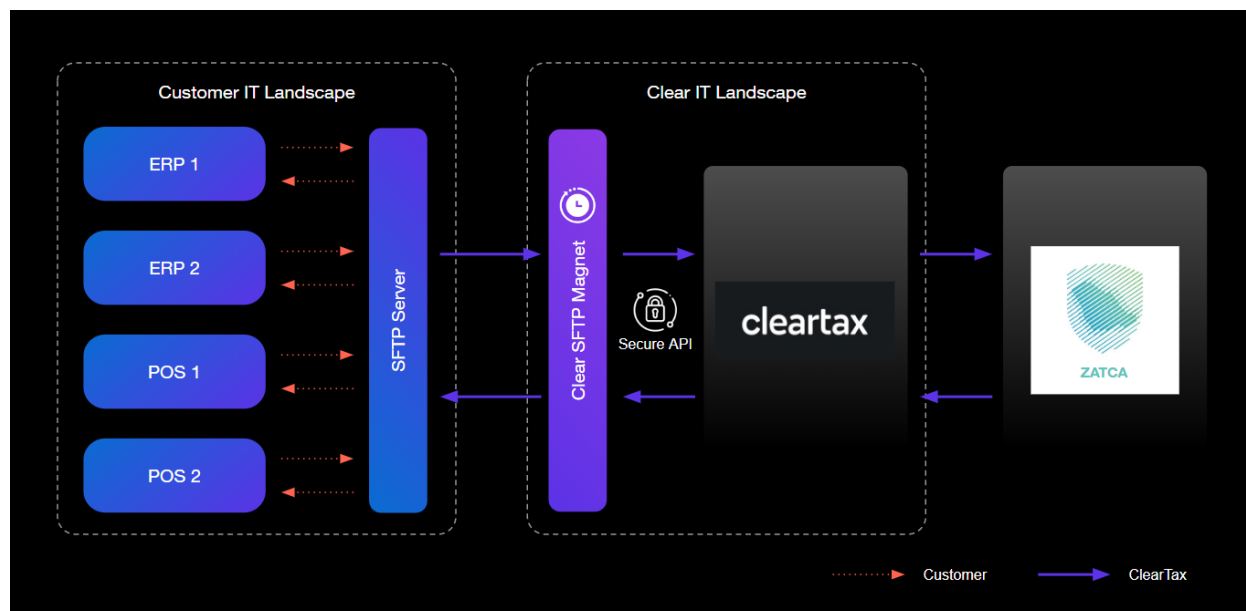 Customer IT Landscape
Clear IT Landscape
ERP 1
ERP 2
POS 1
POS 2
SFTP Server
Clear SFTP Magnet
Secure API
cleartax
ZATCA
Customer
ClearTax